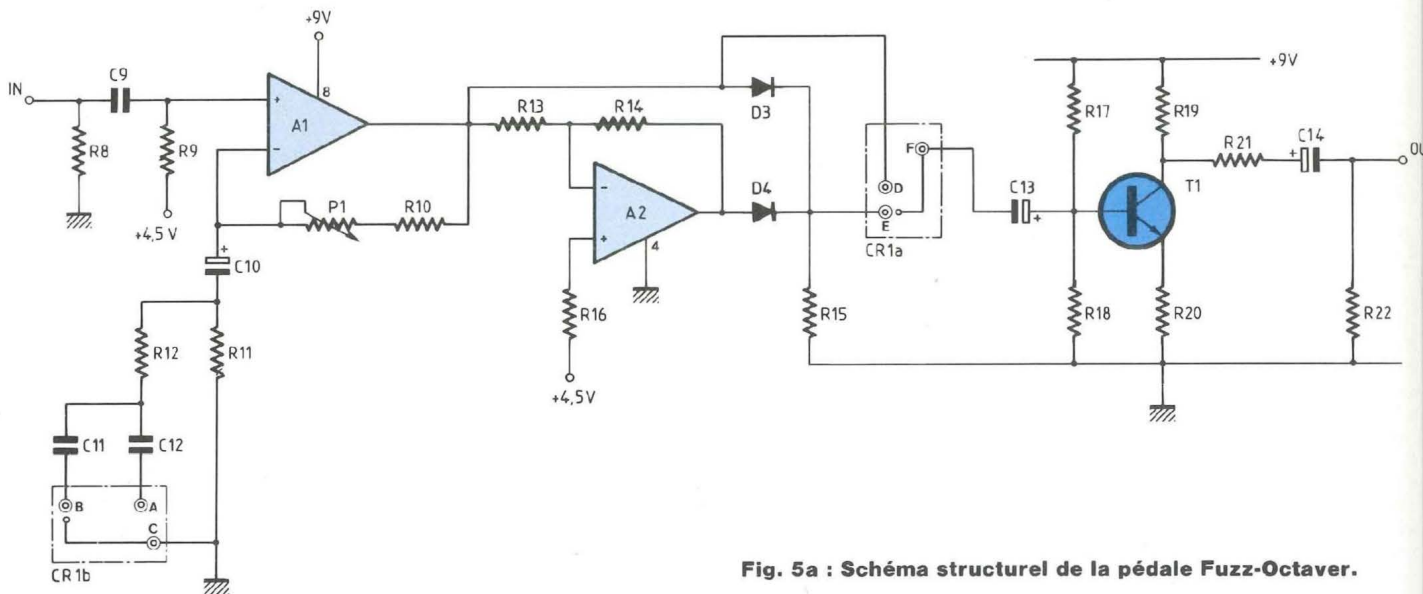 +9V
IN
C9
8
+
A1
-
R8
R9
+4,5 V
P1
R10
+
C10
R12
R11
C11
C12
B
A
C
CR1b
R13
R14
-
A2
+
4
R16
+4,5V
D3
D4
R15
F
D
E
CR1a
C13
+
+9V
R17
R19
R21
+
C14
T1
R18
R20
R22
Fig. 5a : Schéma structurel de la pédale Fuzz-Octaver.